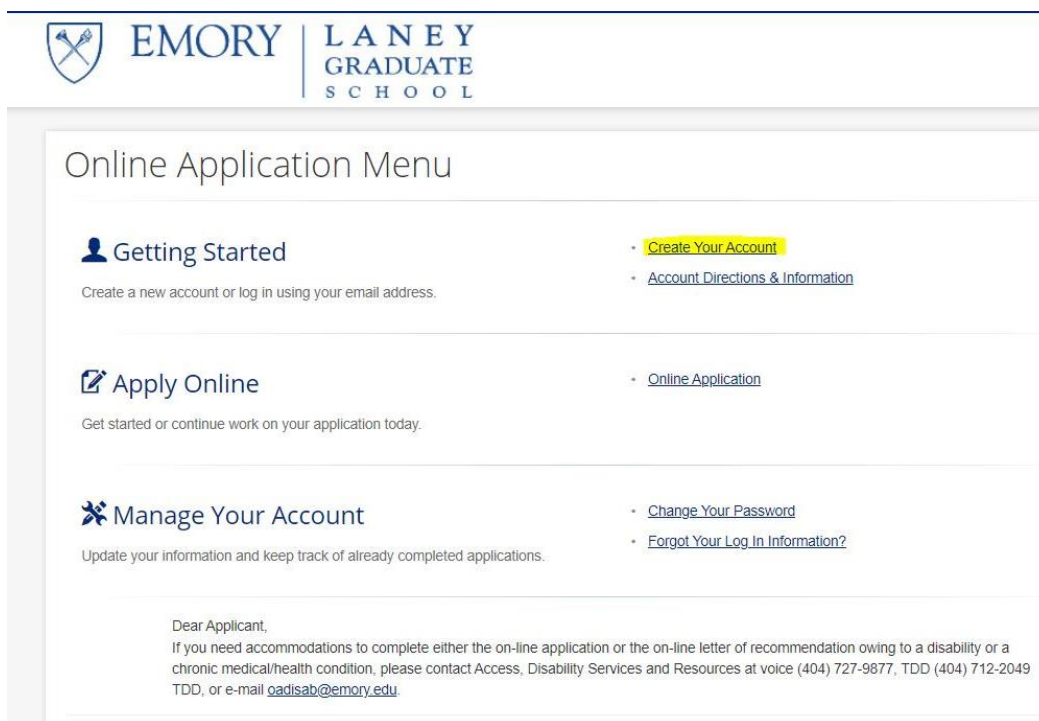 EMORY
LANEY
GRADUATE
SCHOOL
Online Application Menu
Getting Started
Create a new account or log in using your email address.
• Create Your Account
• Account Directions & Information
Apply Online
Get started or continue work on your application today.
• Online Application
Manage Your Account
Update your information and keep track of already completed applications.
• Change Your Password
• Forgot Your Log In Information?
Dear Applicant,
If you need accommodations to complete either the on-line application or the on-line letter of recommendation owing to a disability or a
chronic medical/health condition, please contact Access, Disability Services and Resources at voice (404) 727-9877, TDD (404) 712-2049
TDD, or e-mail oadisab@emory.edu.